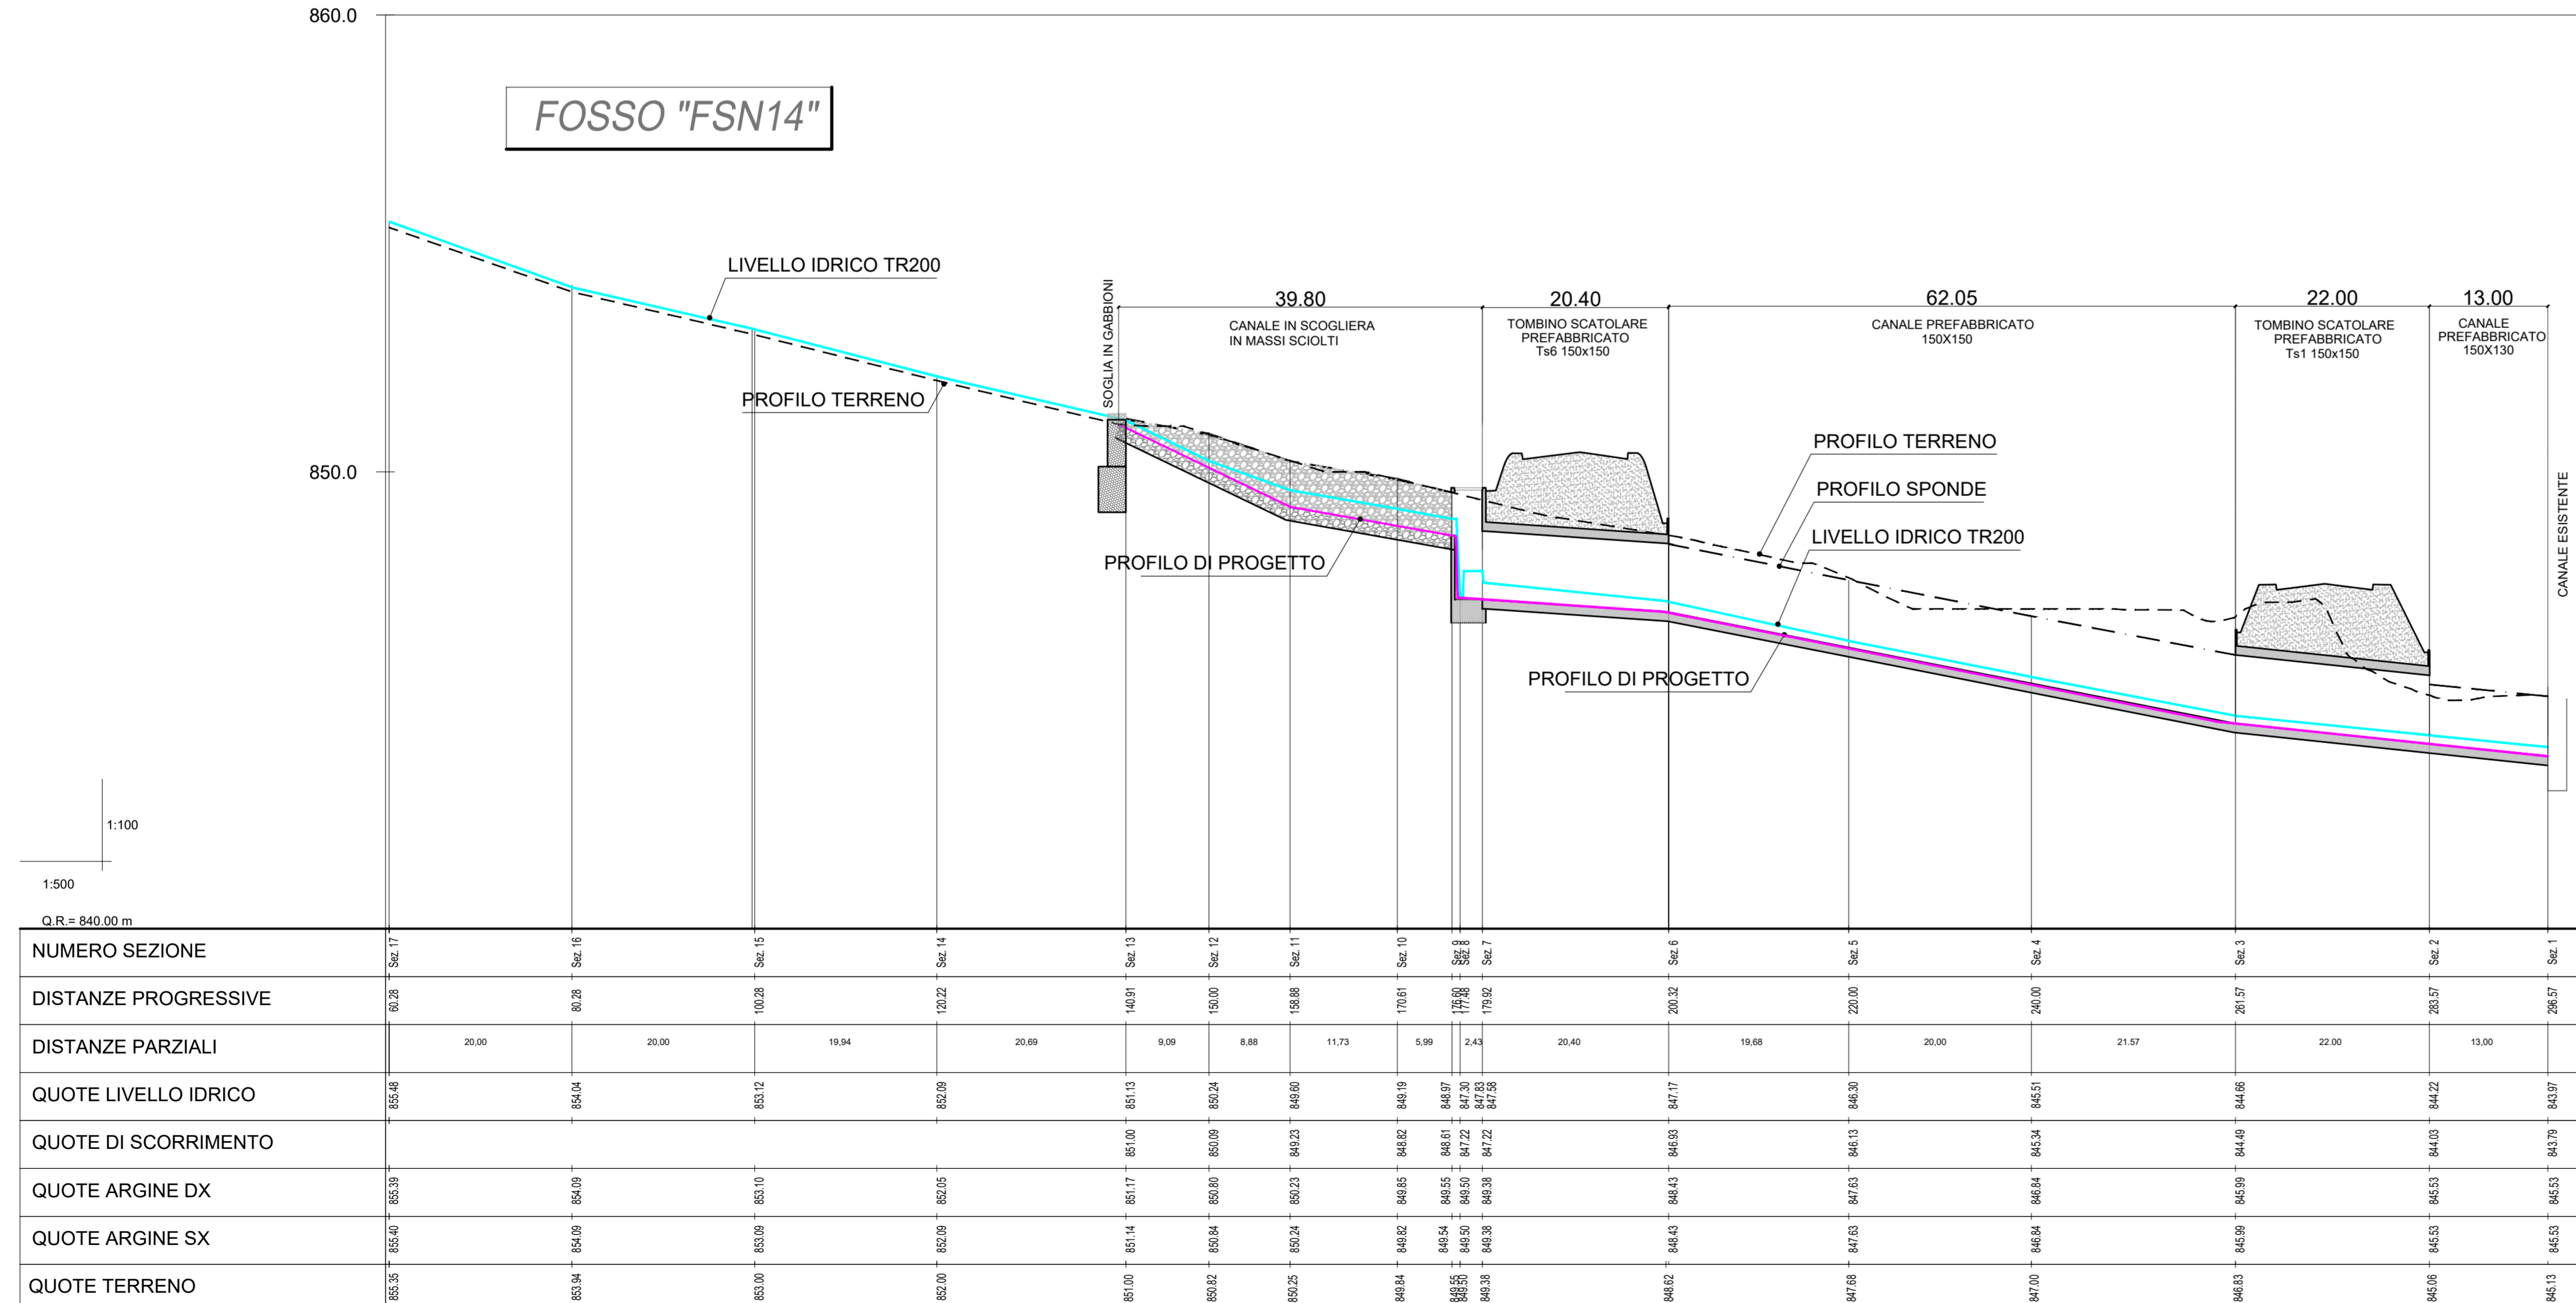 860.0
FOSSO "FSN14"
LIVELLO IDRICO TR200
PROFILO TERRENO
SOGLIA IN GABBIONI
39.80
CANALE IN SCOGLIERA
IN MASSI SCIOLTI
20.40
TOMBINO SCATOLARE
PREFABBRICATO
Ts6 150x150
62.05
CANALE PREFABBRICATO
150X150
22.00
TOMBINO SCATOLARE
PREFABBRICATO
Ts1 150x150
13.00
CANALE
PREFABBRICATO
150X130
850.0
PROFILO TERRENO
PROFILO SPONDE
LIVELLO IDRICO TR200
PROFILO DI PROGETTO
PROFILO DI PROGETTO
CANALE ESISTENTE
1:100
1:500
Q.R.= 840.00 m
NUMERO SEZIONE Sez. 17 Sez. 16 Sez. 15 Sez. 14 Sez. 13 Sez. 12 Sez. 11 Sez. 10 Sez. 9 Sez. 8 Sez. 7 Sez. 6 Sez. 5 Sez. 4 Sez. 3 Sez. 2 Sez. 1
DISTANZE PROGRESSIVE 60.28 80.28 100.28 120.22 140.91 150.00 158.88 170.61 176.60 177.48 179.92 200.32 220.00 240.00 261.57 283.57 296.57
DISTANZE PARZIALI 20,00 20,00 19,94 20,69 9,09 8,88 11,73 5,99 2,43 20,40 19,68 20,00 21.57 22.00 13,00
QUOTE LIVELLO IDRICO 855.48 854.04 853.12 852.09 851.13 850.24 849.60 849.19 848.97 847.30 847.83 847.58 847.17 846.30 845.51 844.66 844.22 843.97
QUOTE DI SCORRIMENTO 851.00 850.09 849.23 848.82 848.61 847.22 847.22 846.93 846.13 845.34 844.49 844.03 843.79
QUOTE ARGINE DX 855.39 854.09 853.10 852.05 851.17 850.80 850.23 849.85 849.55 849.50 849.38 848.43 847.63 846.84 845.99 845.53 845.53
QUOTE ARGINE SX 855.40 854.09 853.09 852.09 851.14 850.84 850.24 849.82 849.54 849.50 849.38 848.43 847.63 846.84 845.99 845.53 845.53
QUOTE TERRENO 855.35 853.94 853.00 852.00 851.00 850.82 850.25 849.84 849.55 849.50 849.38 848.62 847.68 847.00 846.83 845.06 845.13